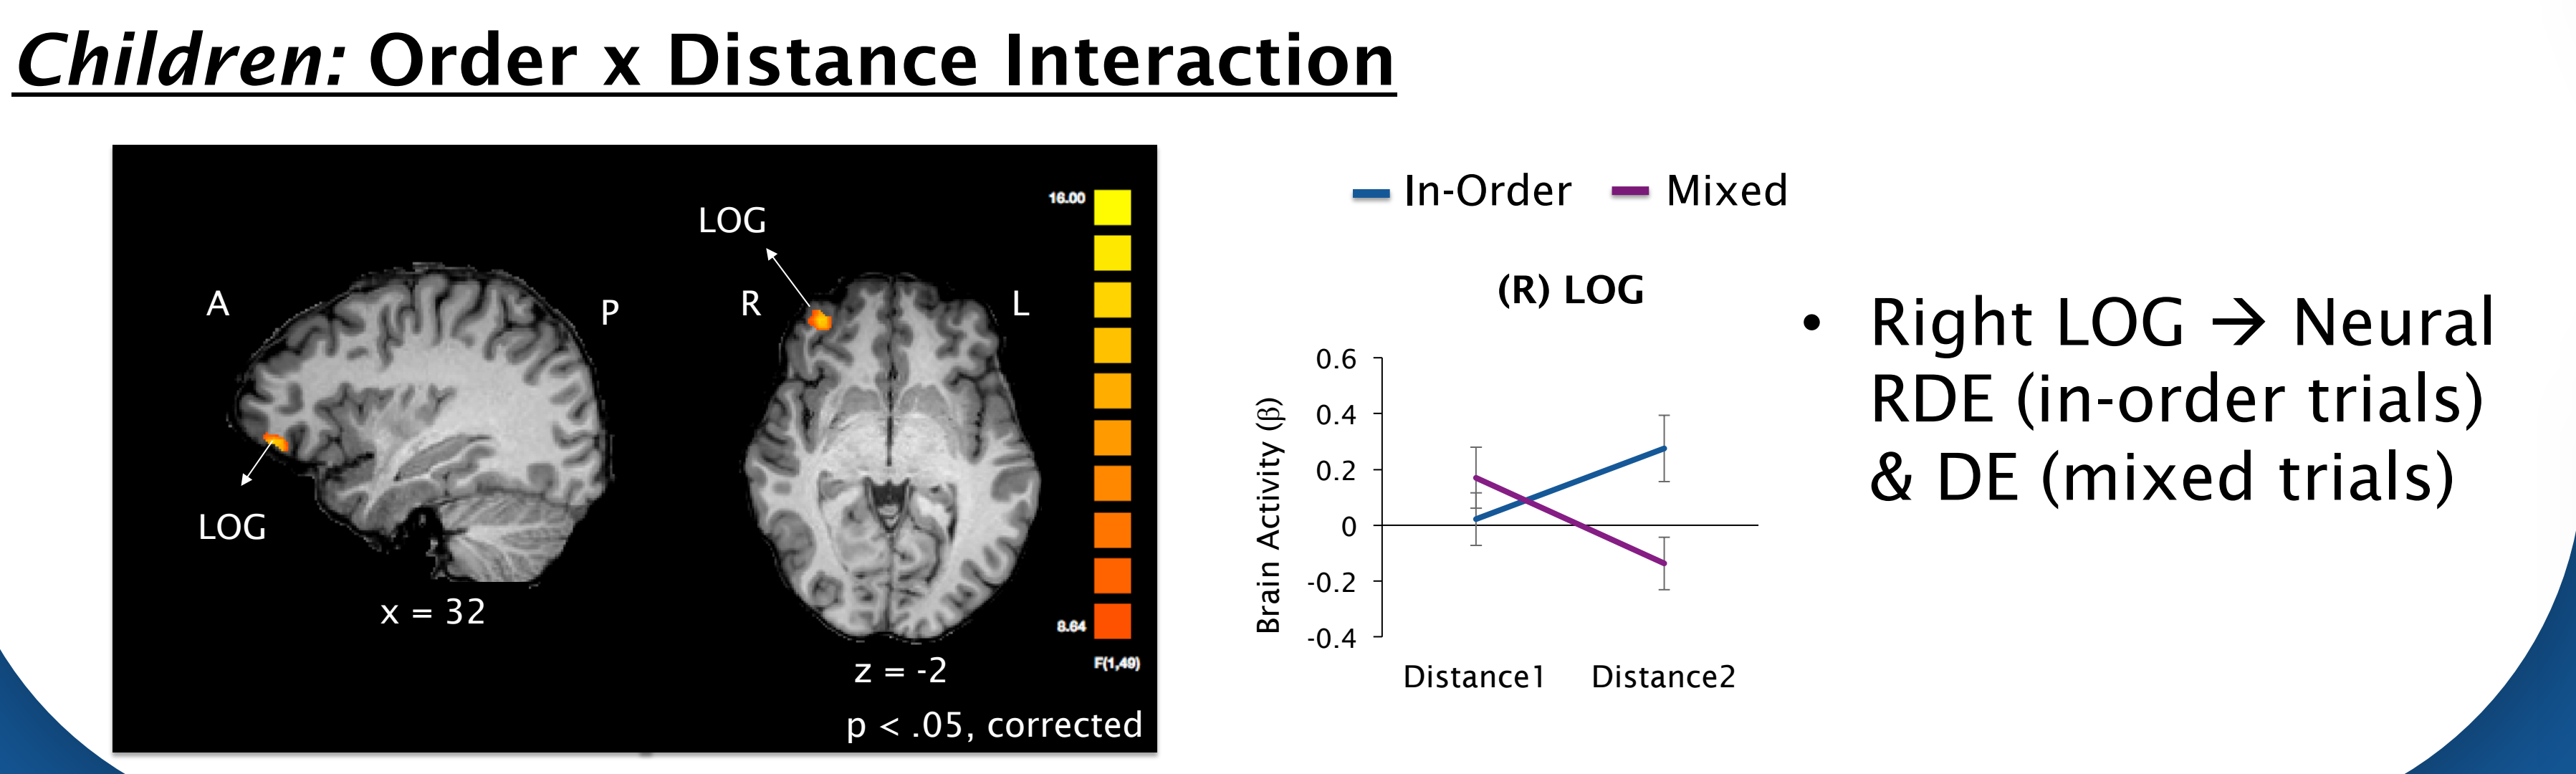 Children: Order x Distance Interaction
LOG
A
P
R
L
LOG
x = 32
z = -2
16.00
8.64
F(1,49)
p < .05, corrected
In-Order
Mixed
(R) LOG
Brain Activity (β)
0.6
0.4
0.2
0
-0.2
-0.4
Distance1
Distance2
• Right LOG → Neural
RDE (in-order trials)
& DE (mixed trials)